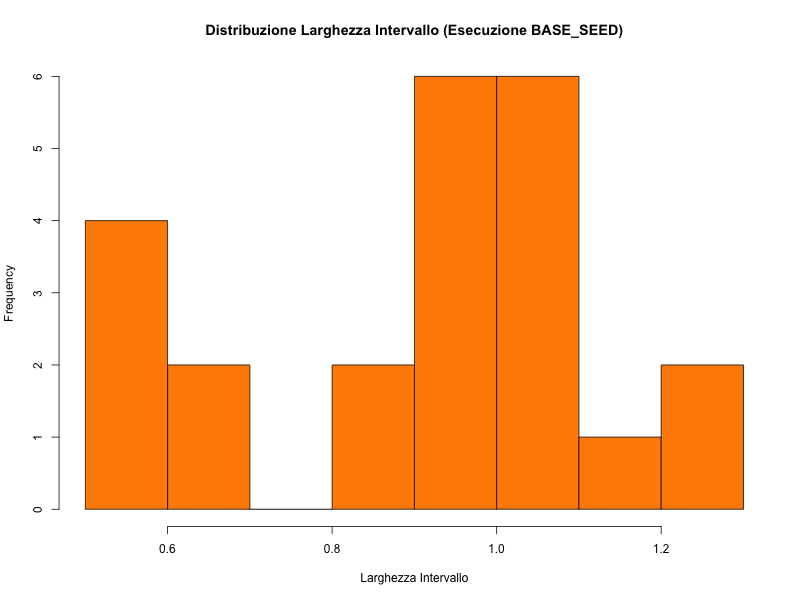 Distribuzione Larghezza Intervallo (Esecuzione BASE_SEED)
6
5
4
3
2
1
0
Frequency
0.6 0.8 1.0 1.2
Larghezza Intervallo